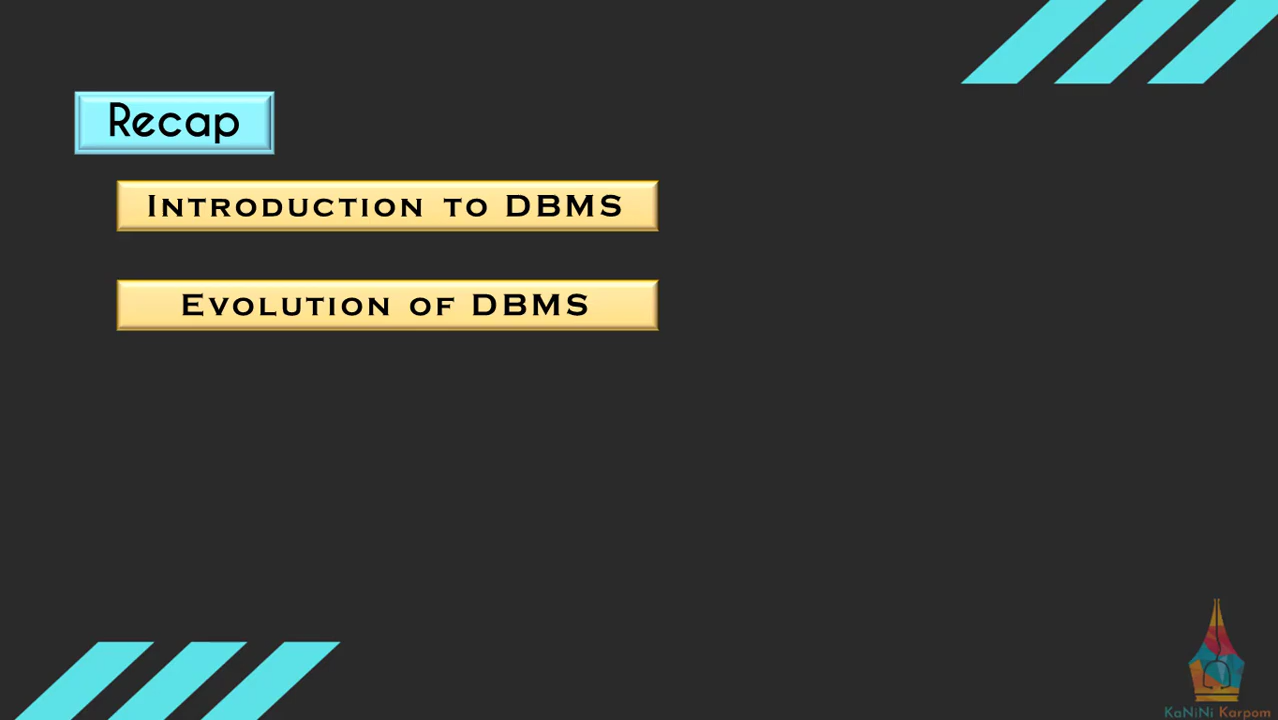 Recap
Introduction to DBMS
Evolution of DBMS
KaNiNi Karpom